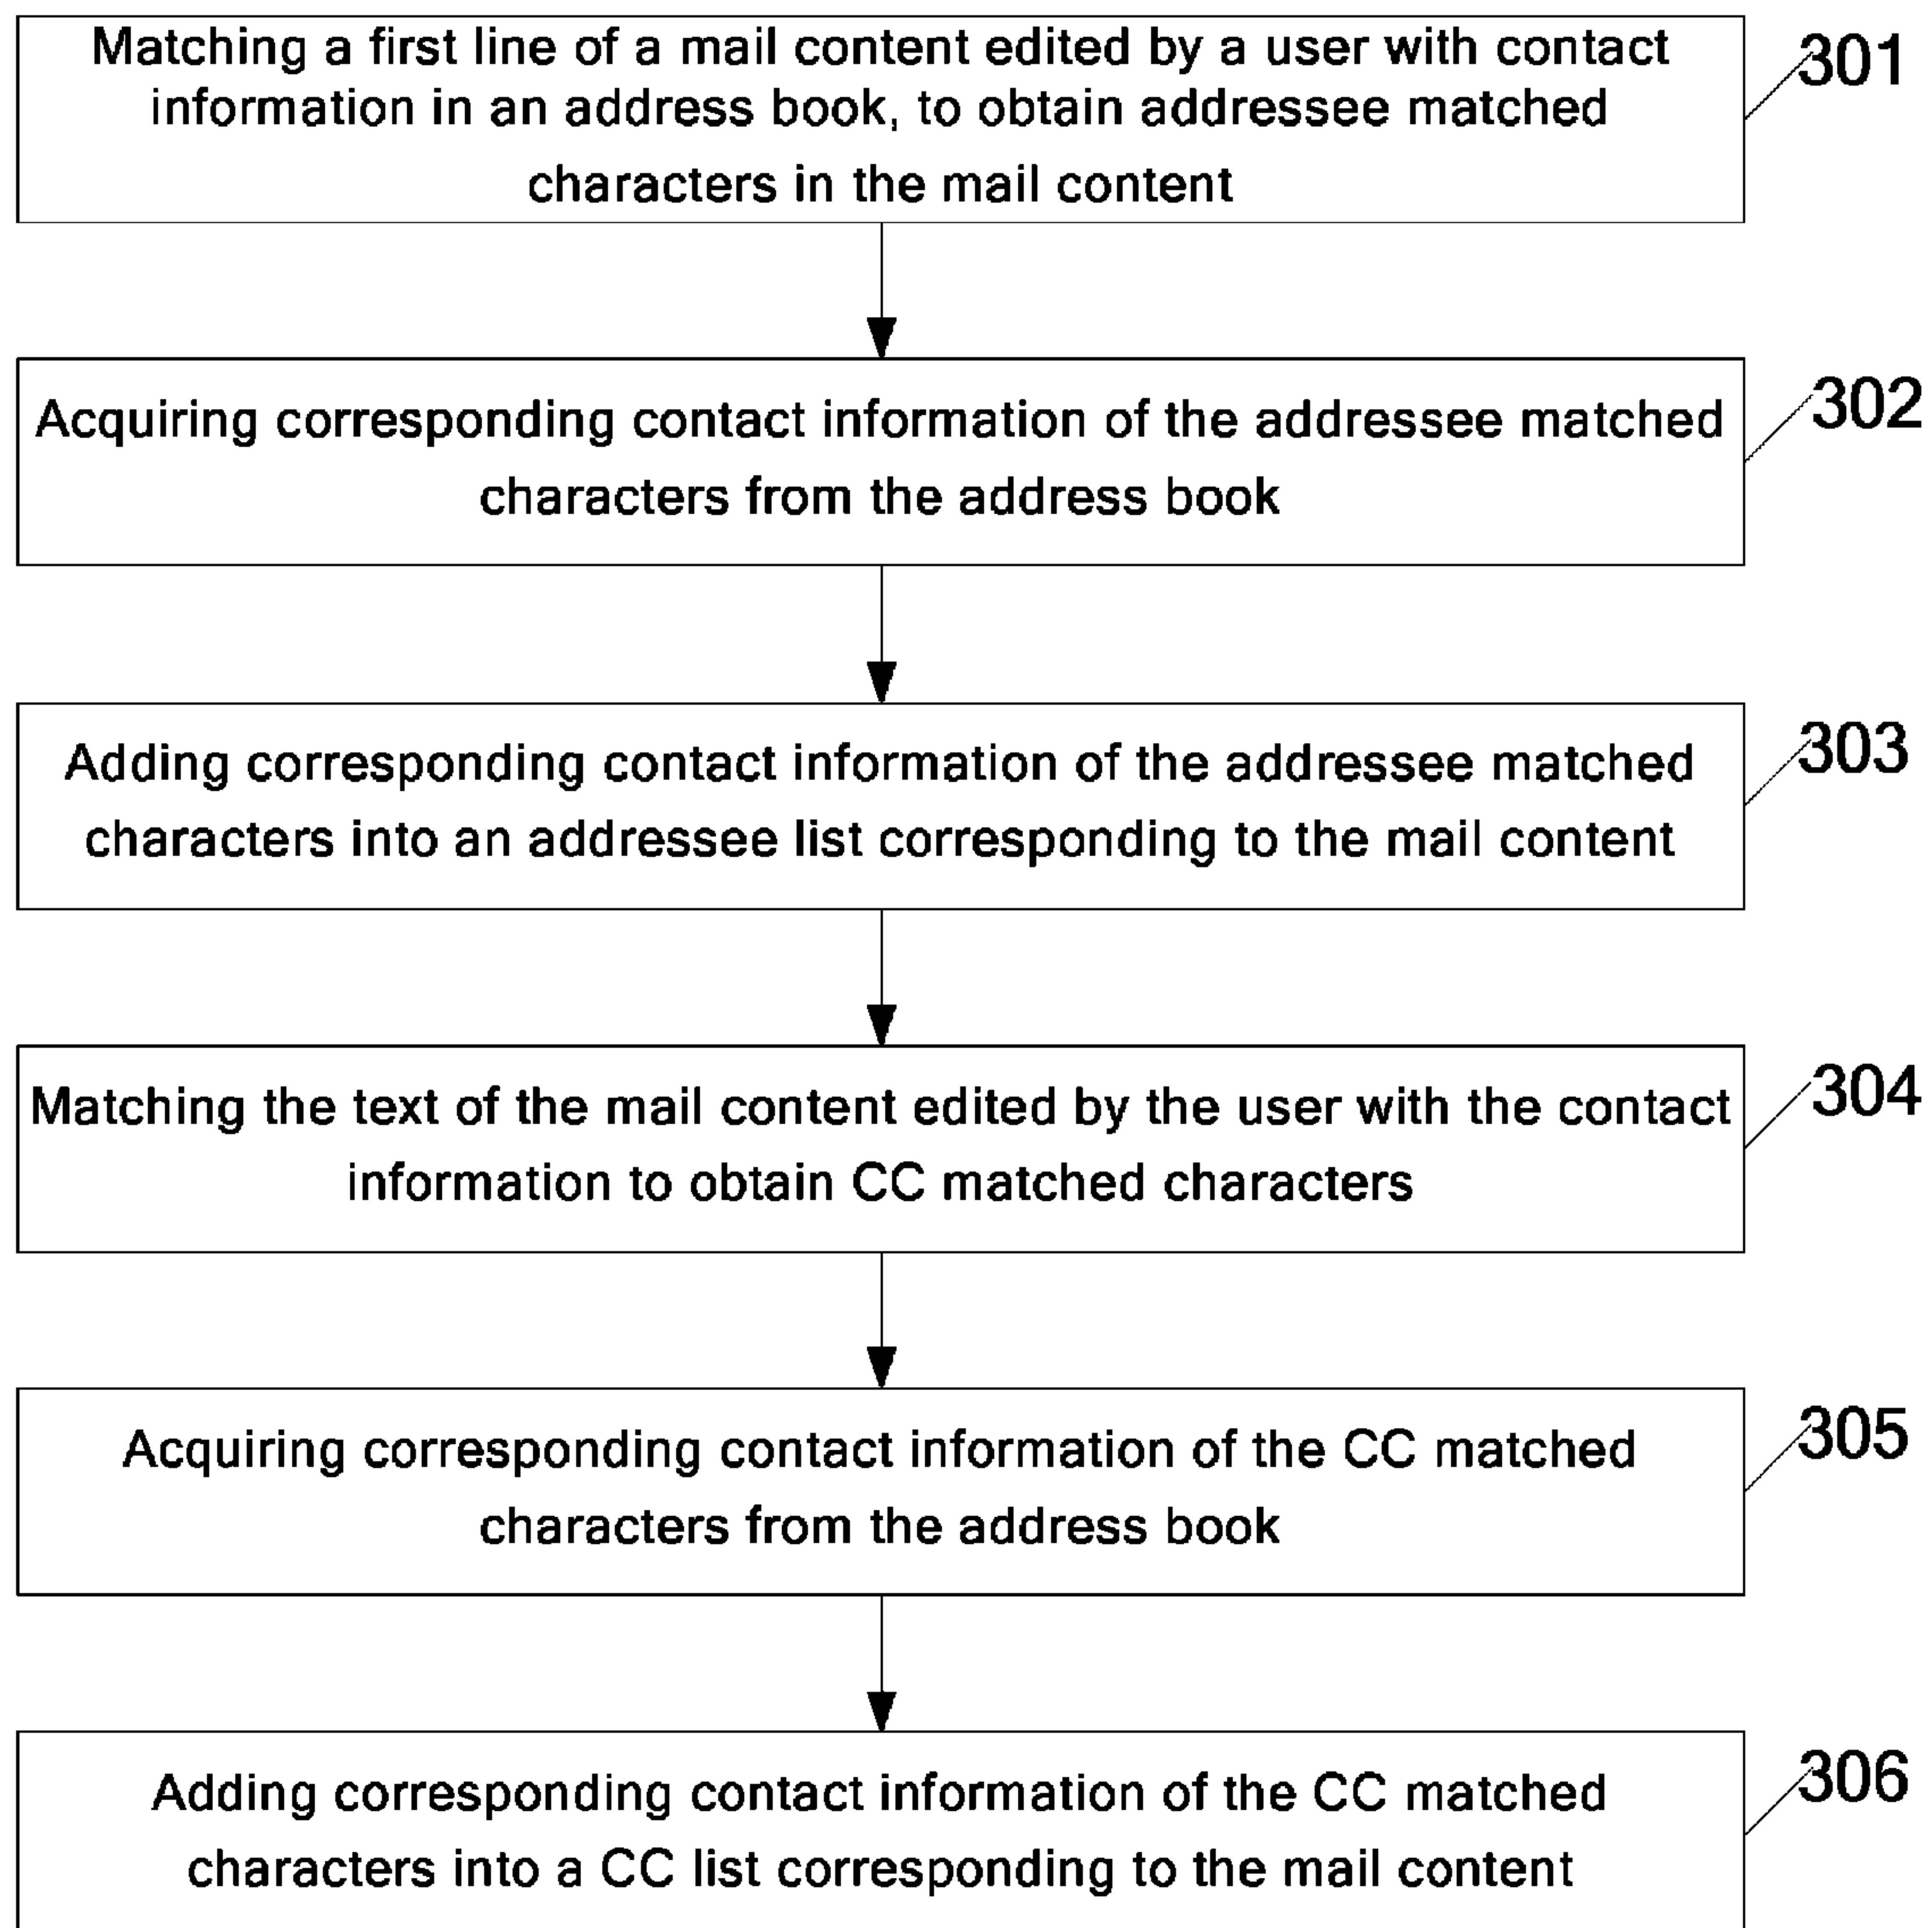 Matching a first line of a mail content edited by a user with contact
information in an address book, to obtain addressee matched
characters in the mail content
301
Acquiring corresponding contact information of the addressee matched
characters from the address book
302
Adding corresponding contact information of the addressee matched
characters into an addressee list corresponding to the mail content
303
Matching the text of the mail content edited by the user with the contact
information to obtain CC matched characters
304
Acquiring corresponding contact information of the CC matched
characters from the address book
305
Adding corresponding contact information of the CC matched
characters into a CC list corresponding to the mail content
306